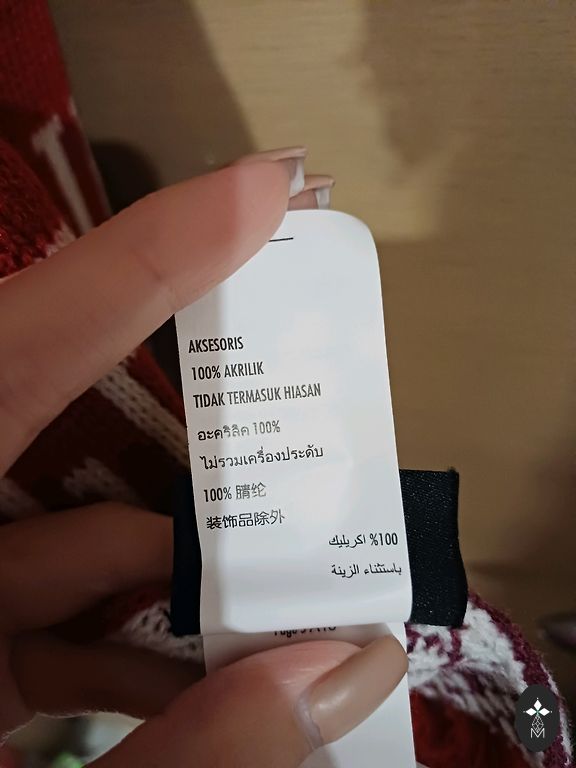 AKSESORIS
100% AKRILIK
TIDAK TERMASUK HIASAN
อะคริลิค 100%
ไม่รวมเครื่องประดับ
100% 腈纶
装饰品除外
%100 اكريليك
باستثناء الزينة